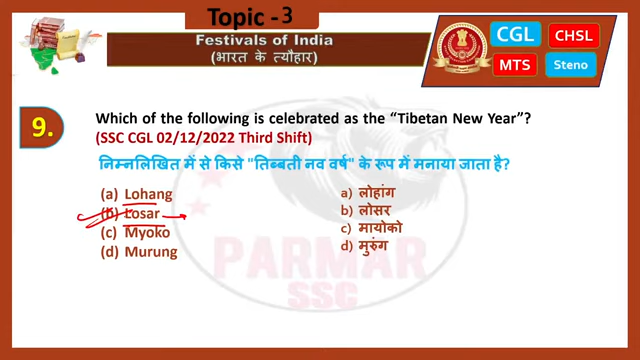 Topic -3
Festivals of India
(भारत के त्यौहार)
CGL
CHSL
MTS
Steno
9.
Which of the following is celebrated as the “Tibetan New Year”?
(SSC CGL 02/12/2022 Third Shift)
निम्नलिखित में से किसे "तिब्बती नव वर्ष" के रूप में मनाया जाता है?
(a) Lohang
(b) Losar
(c) Myoko
(d) Murung
a) लोहांग
b) लोसर
c) मायोको
d) मुरुंग
PARMAR
SSC